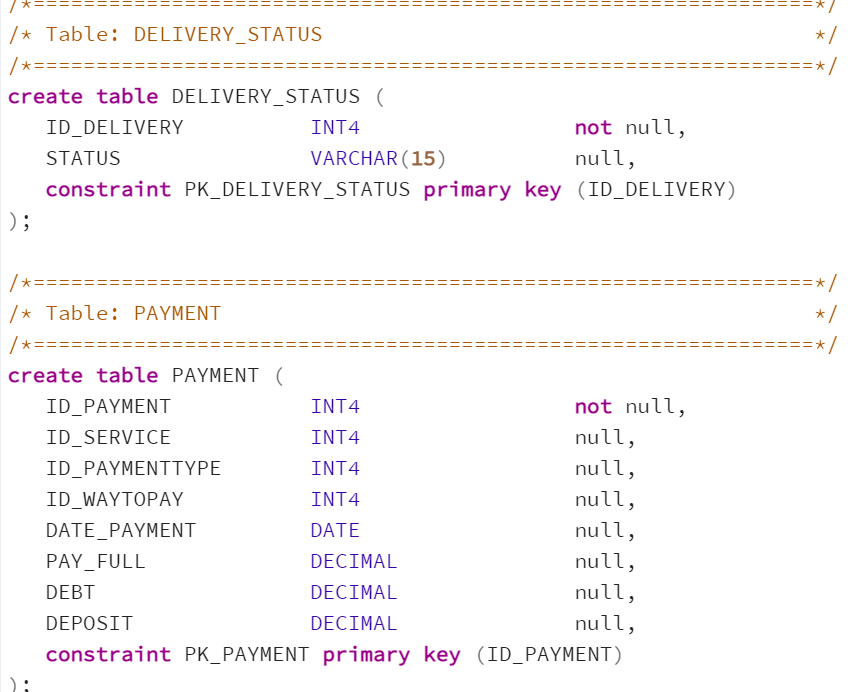 /*==============================================================*/
/* Table: DELIVERY_STATUS                                       */
/*==============================================================*/
create table DELIVERY_STATUS (
   ID_DELIVERY          INT4                 not null,
   STATUS               VARCHAR(15)          null,
   constraint PK_DELIVERY_STATUS primary key (ID_DELIVERY)
);
/*==============================================================*/
/* Table: PAYMENT                                               */
/*==============================================================*/
create table PAYMENT (
   ID_PAYMENT           INT4                 not null,
   ID_SERVICE           INT4                 null,
   ID_PAYMENTTYPE       INT4                 null,
   ID_WAYTOPAY          INT4                 null,
   DATE_PAYMENT         DATE                 null,
   PAY_FULL             DECIMAL              null,
   DEBT                 DECIMAL              null,
   DEPOSIT              DECIMAL              null,
   constraint PK_PAYMENT primary key (ID_PAYMENT)
);